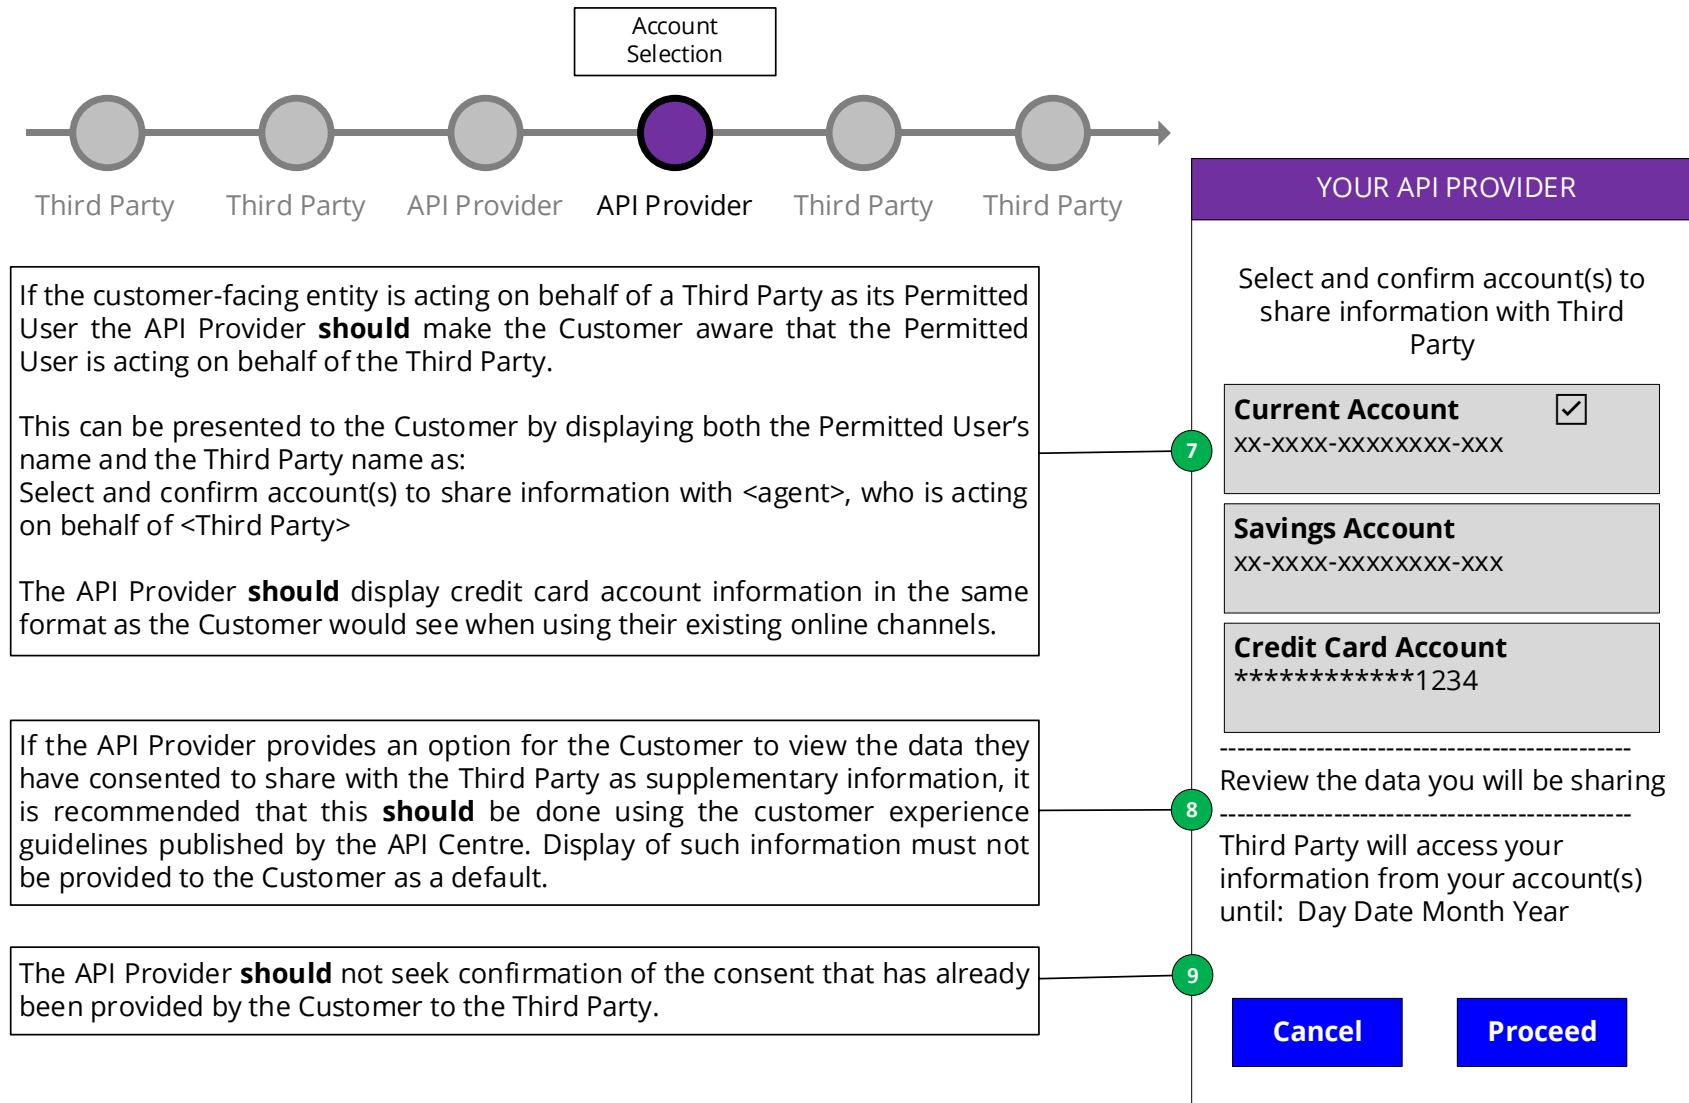 Account
Selection
Third Party
Third Party
API Provider
API Provider
Third Party
Third Party
If the customer-facing entity is acting on behalf of a Third Party as its Permitted
User the API Provider should make the Customer aware that the Permitted
User is acting on behalf of the Third Party.
This can be presented to the Customer by displaying both the Permitted User's
name and the Third Party name as:
Select and confirm account(s) to share information with <agent>, who is acting
on behalf of <Third Party>
The API Provider should display credit card account information in the same
format as the Customer would see when using their existing online channels.
If the API Provider provides an option for the Customer to view the data they
have consented to share with the Third Party as supplementary information, it
is recommended that this should be done using the customer experience
guidelines published by the API Centre. Display of such information must not
be provided to the Customer as a default.
The API Provider should not seek confirmation of the consent that has already
been provided by the Customer to the Third Party.
7
8
9
YOUR API PROVIDER
Select and confirm account(s) to
share information with Third
Party
Current Account
xx-xxxx-xxxxxxxx-xxx
Savings Account
xx-xxxx-xxxxxxxx-xxx
Credit Card Account
************1234
-----------------------------------------------
Review the data you will be sharing
-----------------------------------------------
Third Party will access your
information from your account(s)
until: Day Date Month Year
Cancel
Proceed